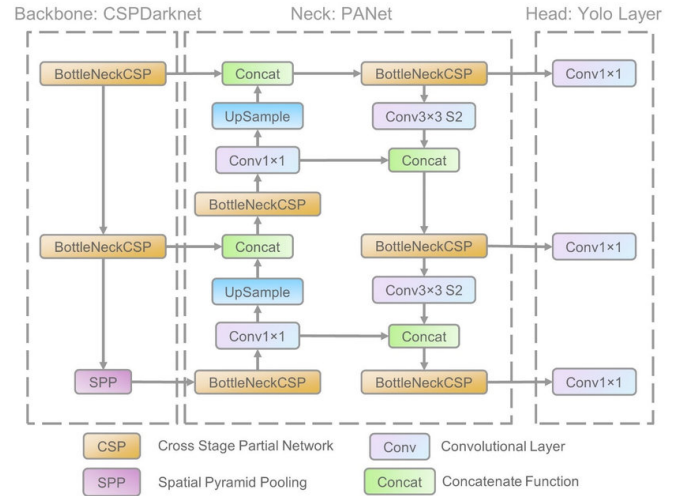 Backbone: CSPDarknet
Neck: PANet
Head: Yolo Layer
BottleNeckCSP
Concat
BottleNeckCSP
Conv1×1
UpSample
Conv3×3 S2
Conv1×1
Concat
BottleNeckCSP
BottleNeckCSP
Concat
BottleNeckCSP
Conv1×1
UpSample
Conv3×3 S2
Conv1×1
Concat
SPP
BottleNeckCSP
BottleNeckCSP
Conv1×1
CSP
Cross Stage Partial Network
Conv
Convolutional Layer
SPP
Spatial Pyramid Pooling
Concat
Concatenate Function